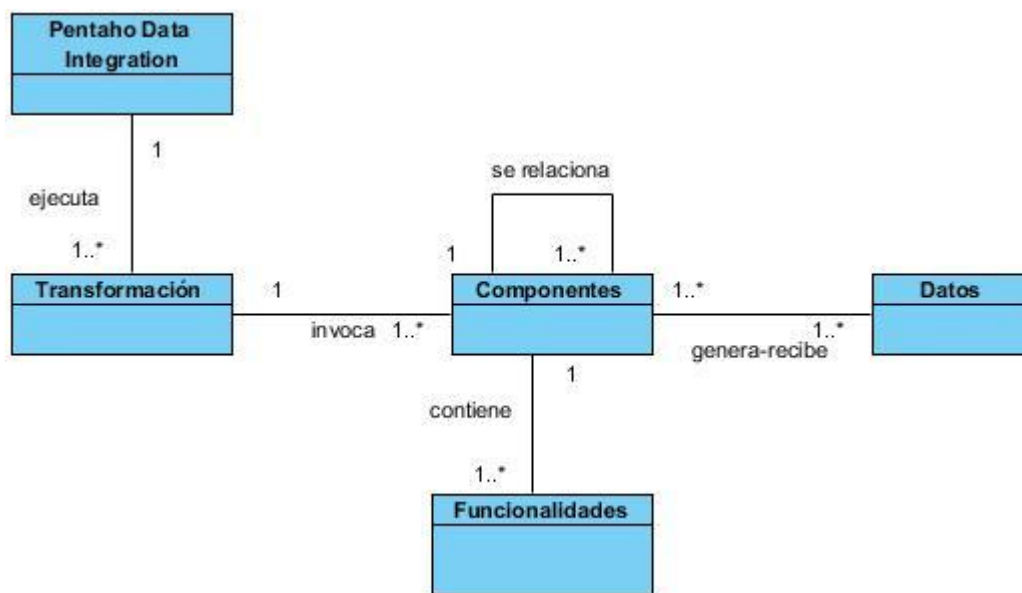 Pentaho Data
Integration
1
ejecuta
1..*
se relaciona
1
1..*
Transformación
1
invoca
1..*
Componentes
1..*
1..*
genera-recibe
Datos
1
contiene
1..*
Funcionalidades